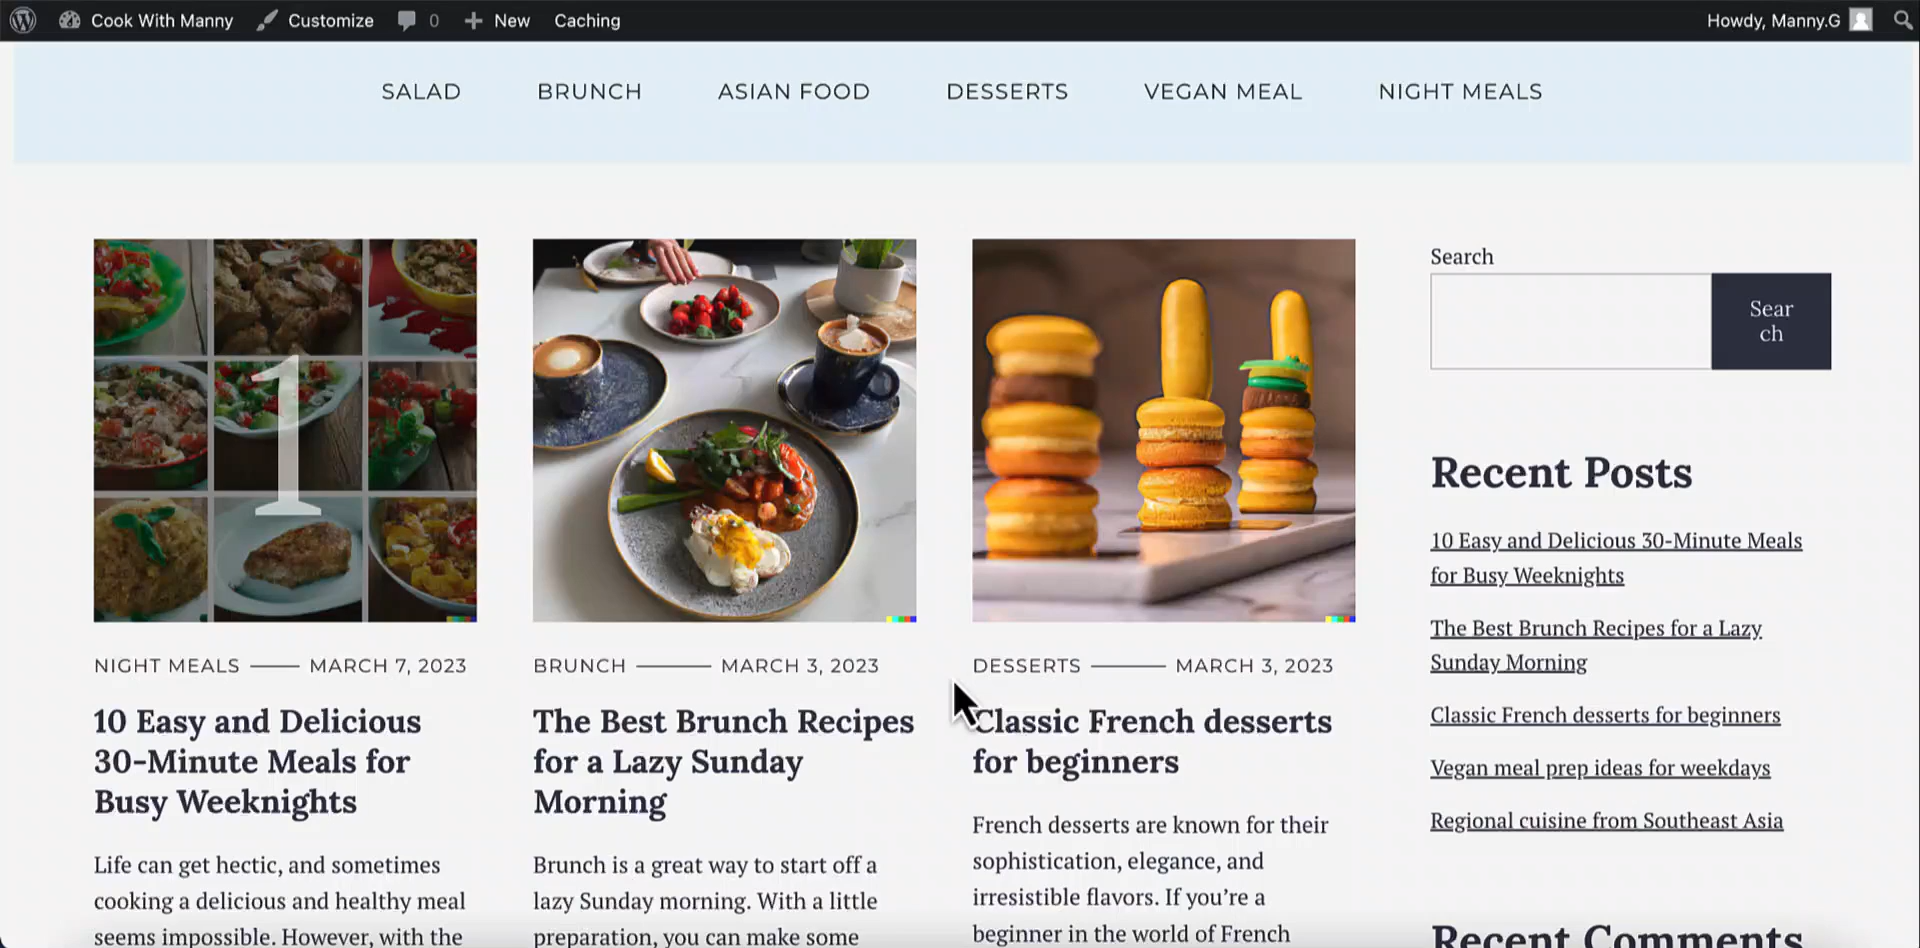 Cook With Manny Customize 0 New Caching Howdy, Manny.G
SALAD BRUNCH ASIAN FOOD DESSERTS VEGAN MEAL NIGHT MEALS
1
NIGHT MEALS MARCH 7, 2023
10 Easy and Delicious
30-Minute Meals for
Busy Weeknights
Life can get hectic, and sometimes
cooking a delicious and healthy meal
seems impossible. However, with the
BRUNCH MARCH 3, 2023
The Best Brunch Recipes
for a Lazy Sunday
Morning
Brunch is a great way to start off a
lazy Sunday morning. With a little
preparation, you can make some
DESSERTS MARCH 3, 2023
Classic French desserts
for beginners
French desserts are known for their
sophistication, elegance, and
irresistible flavors. If you’re a
beginner in the world of French
Search
Sear
ch
Recent Posts
10 Easy and Delicious 30-Minute Meals
for Busy Weeknights
The Best Brunch Recipes for a Lazy
Sunday Morning
Classic French desserts for beginners
Vegan meal prep ideas for weekdays
Regional cuisine from Southeast Asia
Recent Comments